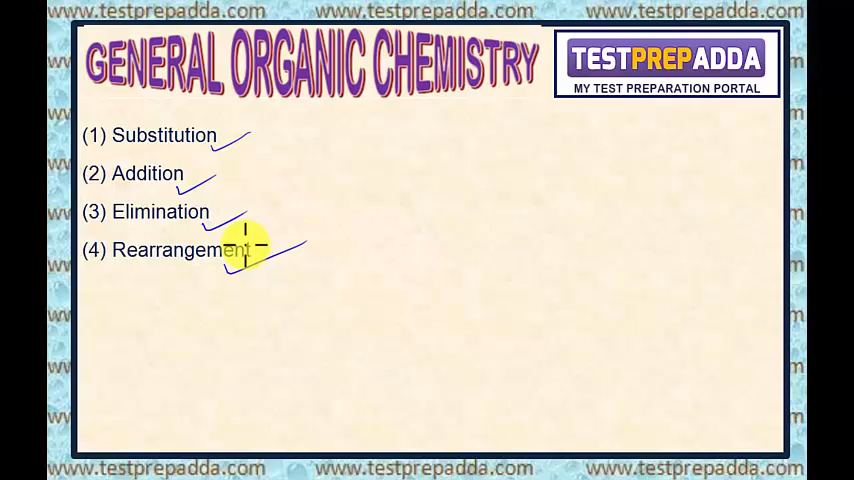 www.testprepadda.com www.testprepadda.com www.testprepadda.com
GENERAL ORGANIC CHEMISTRY
TESTPREPADDA
MY TEST PREPARATION PORTAL
(1) Substitution
(2) Addition
(3) Elimination
(4) Rearrangement
www.testprepadda.com www.testprepadda.com www.testprepadda.com